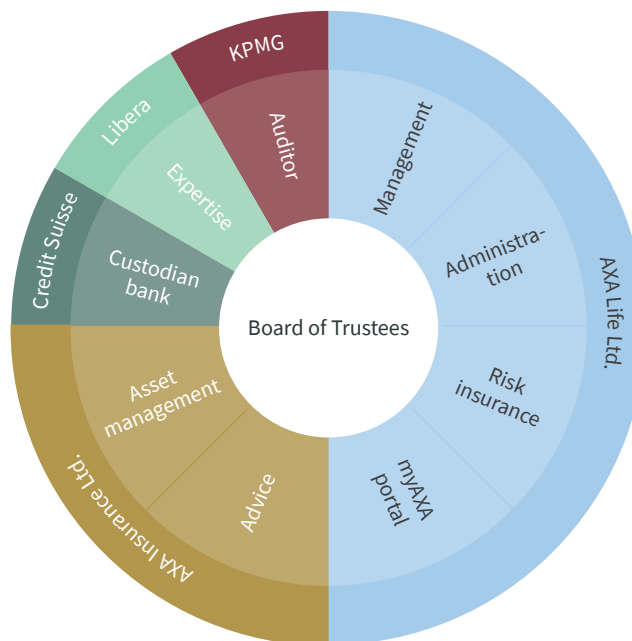 KPMG
Auditor
Libera
Expertise
Credit Suisse
Custodian
bank
AXA Insurance Ltd.
Asset
management
Advice
Board of Trustees
AXA Life Ltd.
Management
Administra-
tion
Risk
insurance
myAXA
portal